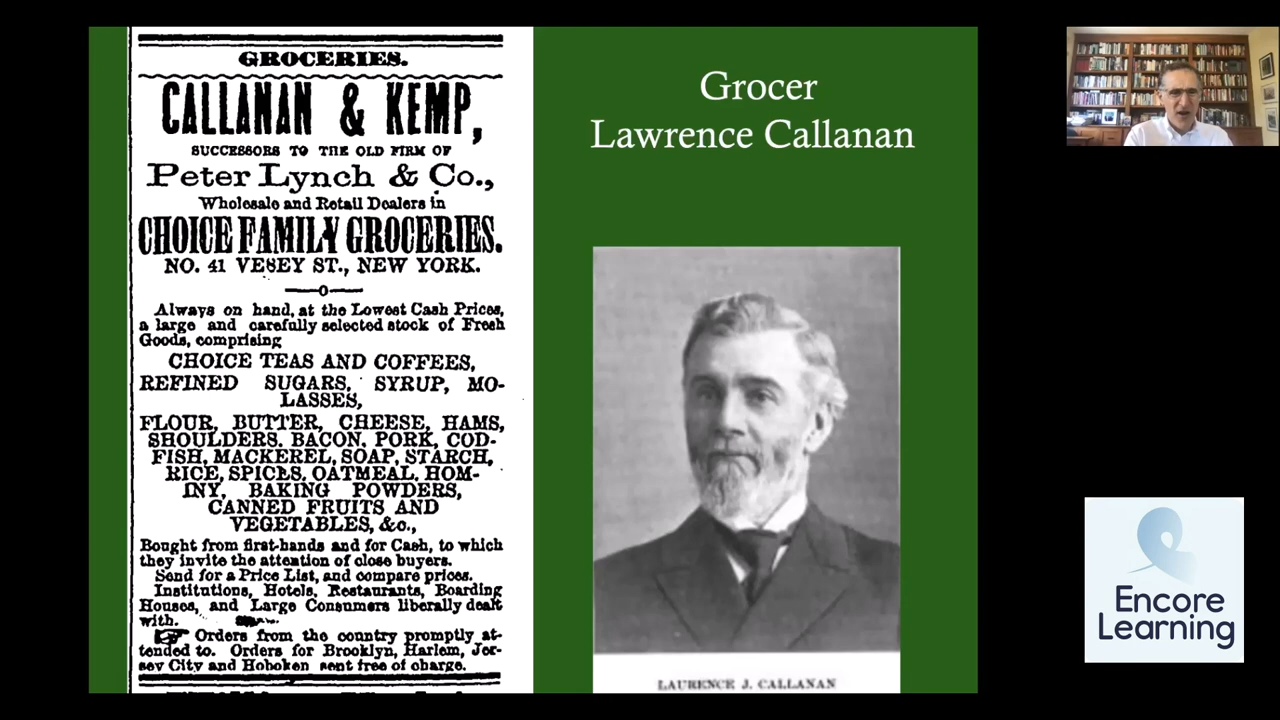 GROCERIES.
CALLANAN & KEMP,
SUCCESSORS TO THE OLD FIRM OF
Peter Lynch & Co.,
Wholesale and Retail Dealers in
CHOICE FAMILY GROCERIES.
NO. 41 VESEY ST., NEW YORK.
Always on hand, at the Lowest Cash Prices,
a large and carefully selected stock of Fresh
Goods, comprising
CHOICE TEAS AND COFFEES,
REFINED SUGARS, SYRUP, MO-
LASSES,
FLOUR, BUTTER, CHEESE, HAMS,
SHOULDERS, BACON, PORK, COD-
FISH, MACKEREL, SOAP, STARCH,
RICE, SPICES, OATMEAL, HOM-
INY, BAKING POWDERS,
CANNED FRUITS AND
VEGETABLES, &c.,
Bought from first-hands and for Cash, to which
they invite the attention of close buyers.
Send for a Price List, and compare prices.
Institutions, Hotels, Restaurants, Boarding
Houses, and Large Consumers liberally dealt
with.
Orders from the country promptly at-
tended to. Orders for Brooklyn, Harlem, Jer-
sey City and Hoboken sent free of charge.
Grocer
Lawrence Callanan
LAURENCE J. CALLANAN
Encore
Learning